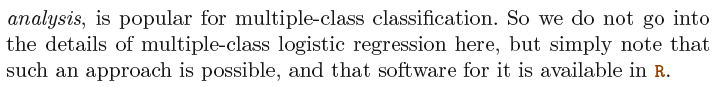 analysis, is popular for multiple-class classification. So we do not go into
the details of multiple-class logistic regression here, but simply note that
such an approach is possible, and that software for it is available in R.